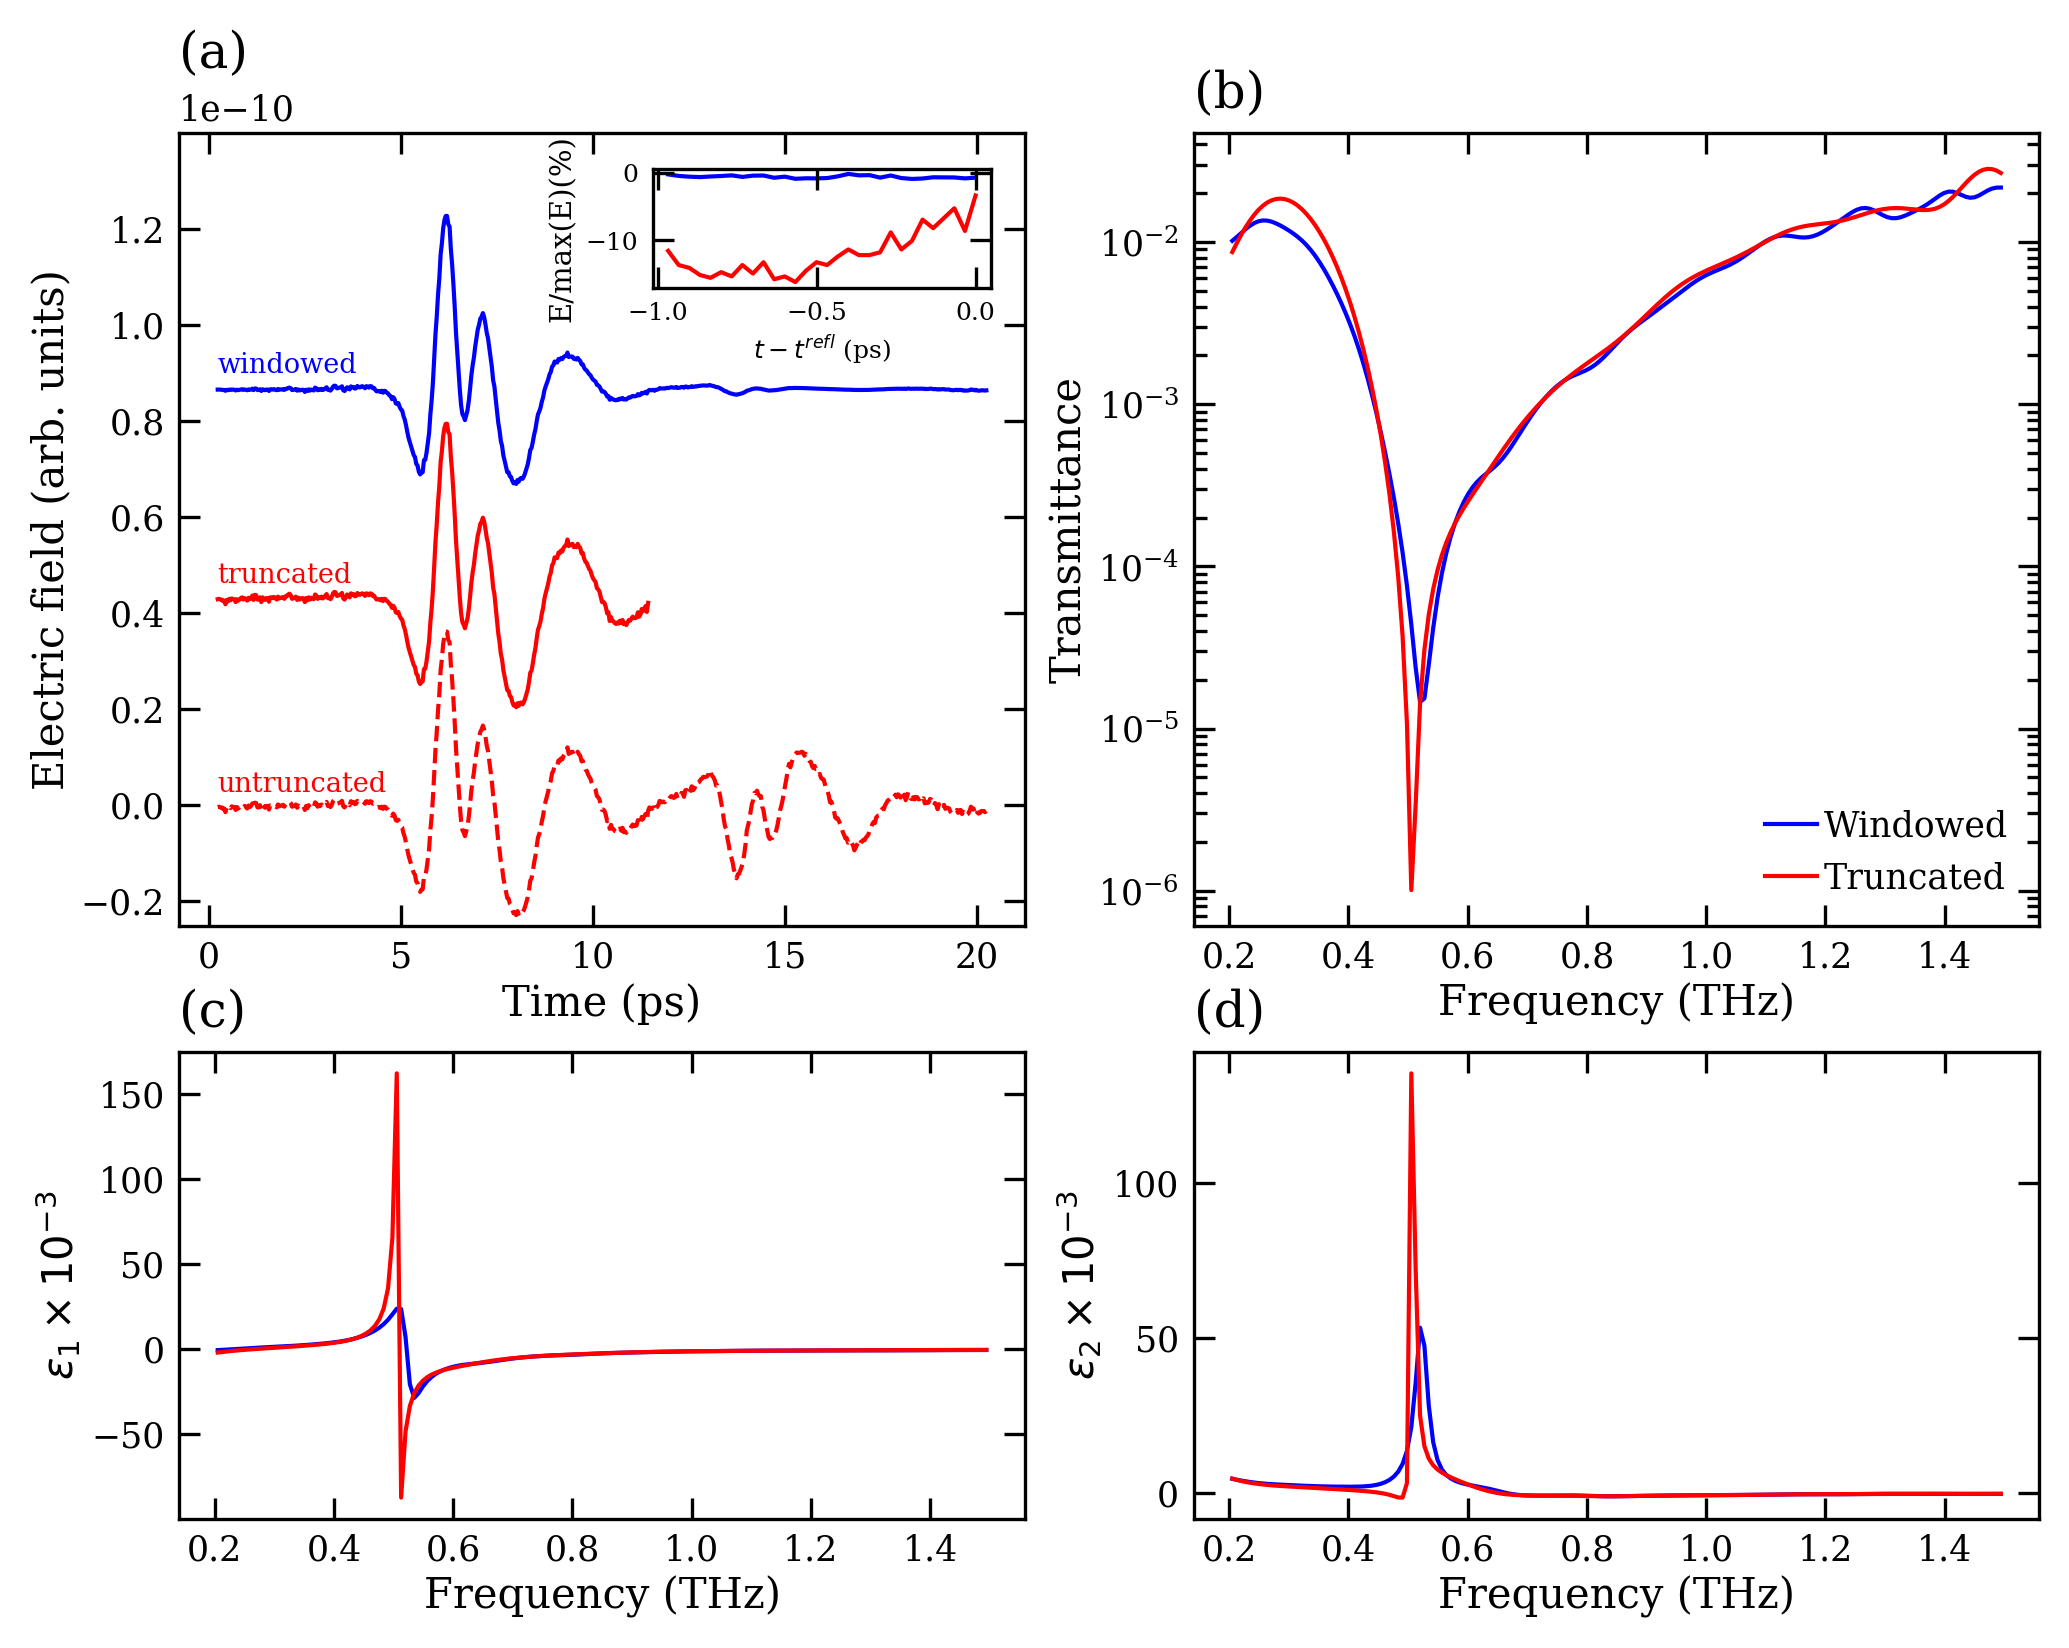 (a)
1e−10
Electric field (arb. units)
1.2
1.0
0.8
0.6
0.4
0.2
0.0
−0.2
windowed
truncated
untruncated
E/max(E)(%)
0
−10
−1.0 −0.5 0.0
t − t^{refl} (ps)
0 5 10 15 20
Time (ps)
(b)
Transmittance
10^{−2}
10^{−3}
10^{−4}
10^{−5}
10^{−6}
Windowed
Truncated
0.2 0.4 0.6 0.8 1.0 1.2 1.4
Frequency (THz)
(c)
ε_1 × 10^{−3}
150
100
50
0
−50
0.2 0.4 0.6 0.8 1.0 1.2 1.4
Frequency (THz)
(d)
ε_2 × 10^{−3}
100
50
0
0.2 0.4 0.6 0.8 1.0 1.2 1.4
Frequency (THz)